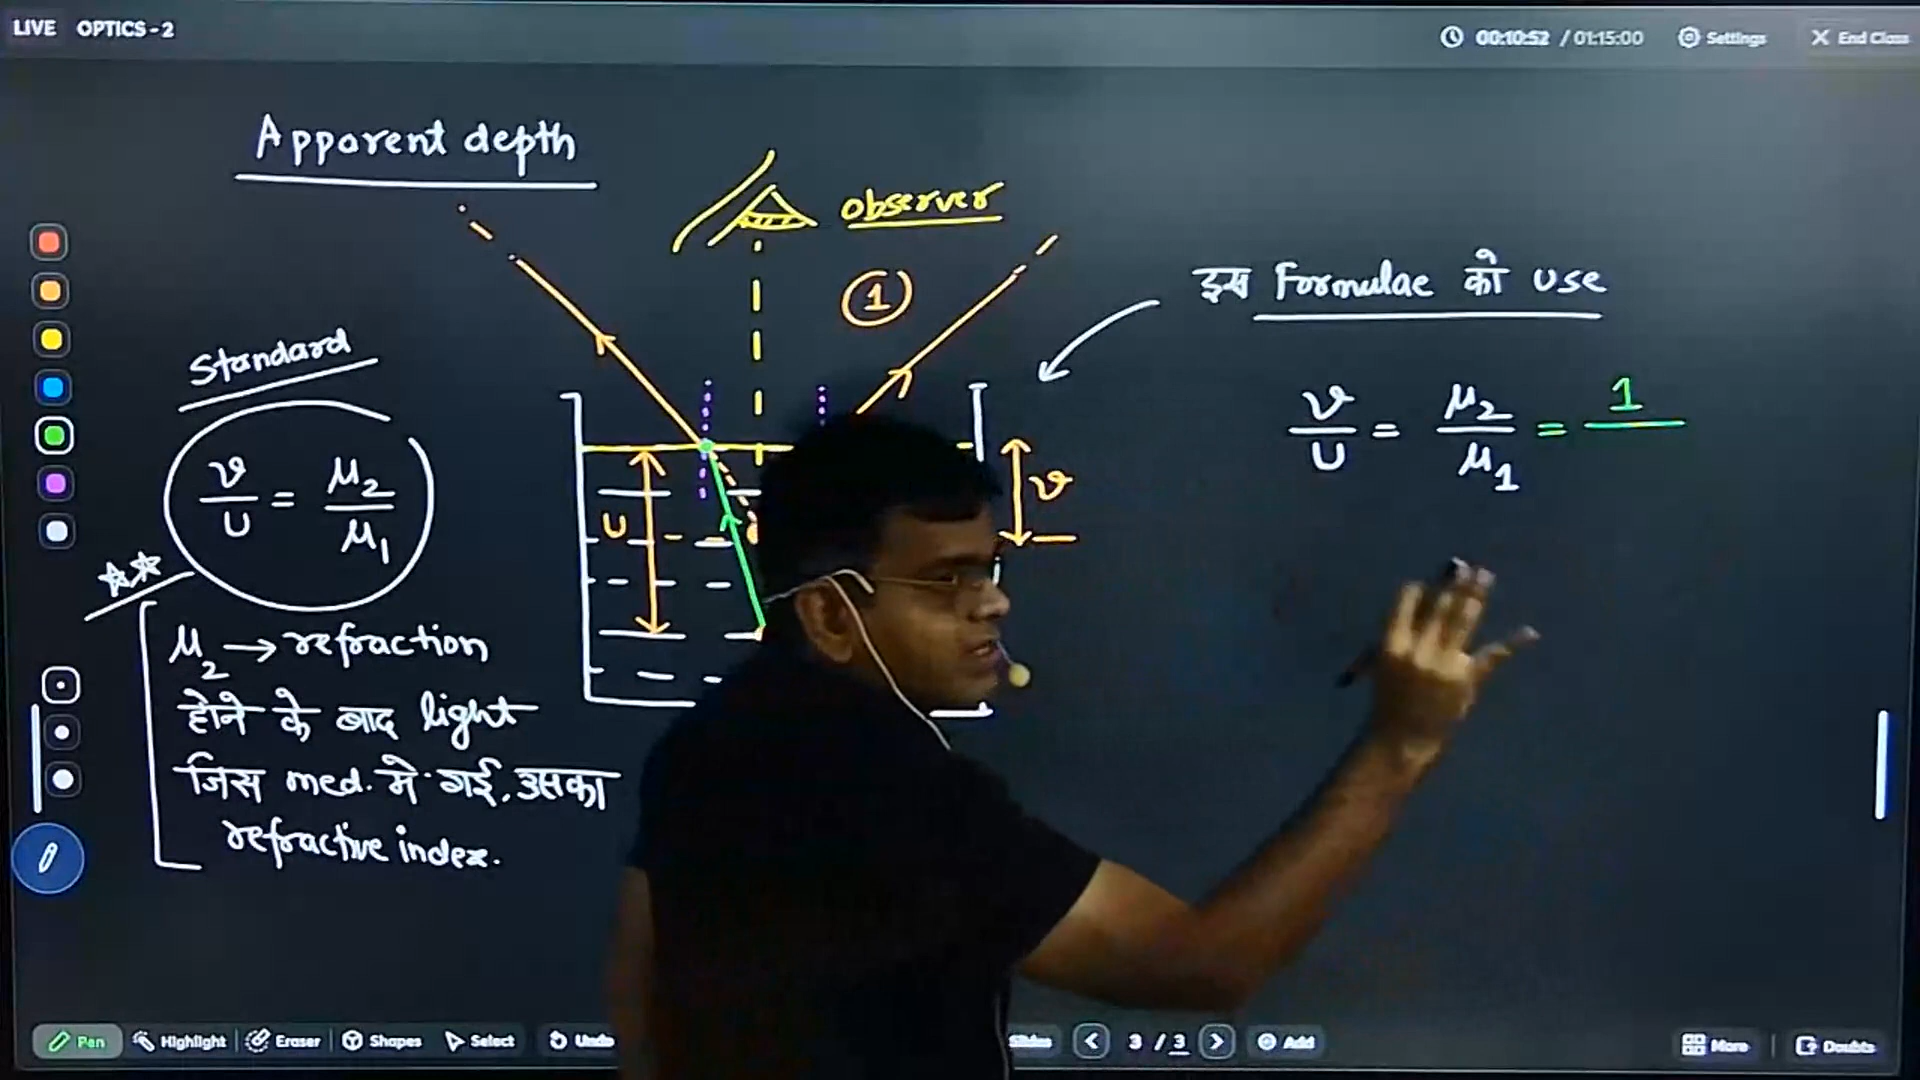 LIVE OPTICS - 2
00:10:52 / 01:15:00 Settings X End Class
Apparent depth
observer
1
इस Formulae को use
Standard
v/u = μ2/μ1
v/u = μ2/μ1 = 1
u
v
μ2 → refraction
होने के बाद light
जिस med. मे गई, उसका
refractive index.
Pen Highlight Eraser Shapes Select Undo Slides < 3 / 3 > Add More Doubts